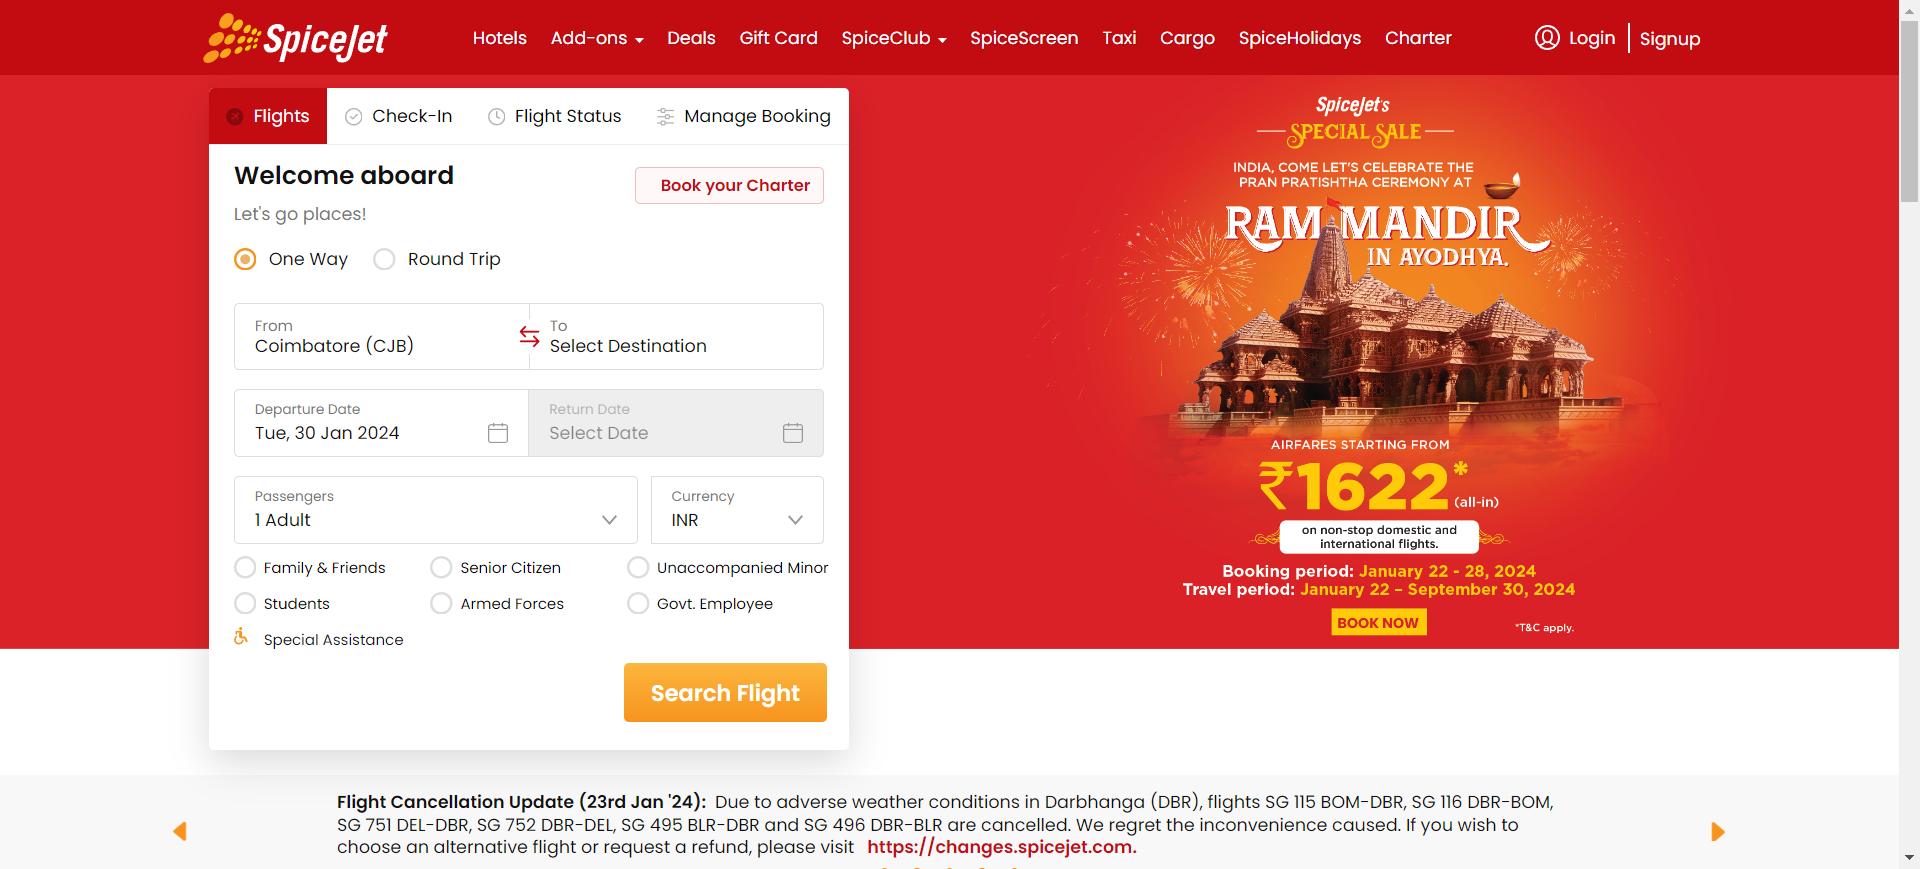 SpiceJet
Hotels Add-ons Deals Gift Card SpiceClub SpiceScreen Taxi Cargo SpiceHolidays Charter Login Signup
Flights Check-In Flight Status Manage Booking
Welcome aboard
Book your Charter
Let's go places!
One Way Round Trip
From
Coimbatore (CJB)
To
Select Destination
Departure Date
Tue, 30 Jan 2024
Return Date
Select Date
Passengers
1 Adult
Currency
INR
Family & Friends Senior Citizen Unaccompanied Minor
Students Armed Forces Govt. Employee
Special Assistance
Search Flight
SpiceJet's
SPECIAL SALE
INDIA, COME LET'S CELEBRATE THE
PRAN PRATISHTHA CEREMONY AT
RAM MANDIR
IN AYODHYA.
AIRFARES STARTING FROM
₹1622*
(all-in)
on non-stop domestic and
international flights.
Booking period: January 22 - 28, 2024
Travel period: January 22 – September 30, 2024
BOOK NOW
*T&C apply.
Flight Cancellation Update (23rd Jan '24): Due to adverse weather conditions in Darbhanga (DBR), flights SG 115 BOM-DBR, SG 116 DBR-BOM,
SG 751 DEL-DBR, SG 752 DBR-DEL, SG 495 BLR-DBR and SG 496 DBR-BLR are cancelled. We regret the inconvenience caused. If you wish to
choose an alternative flight or request a refund, please visit https://changes.spicejet.com.